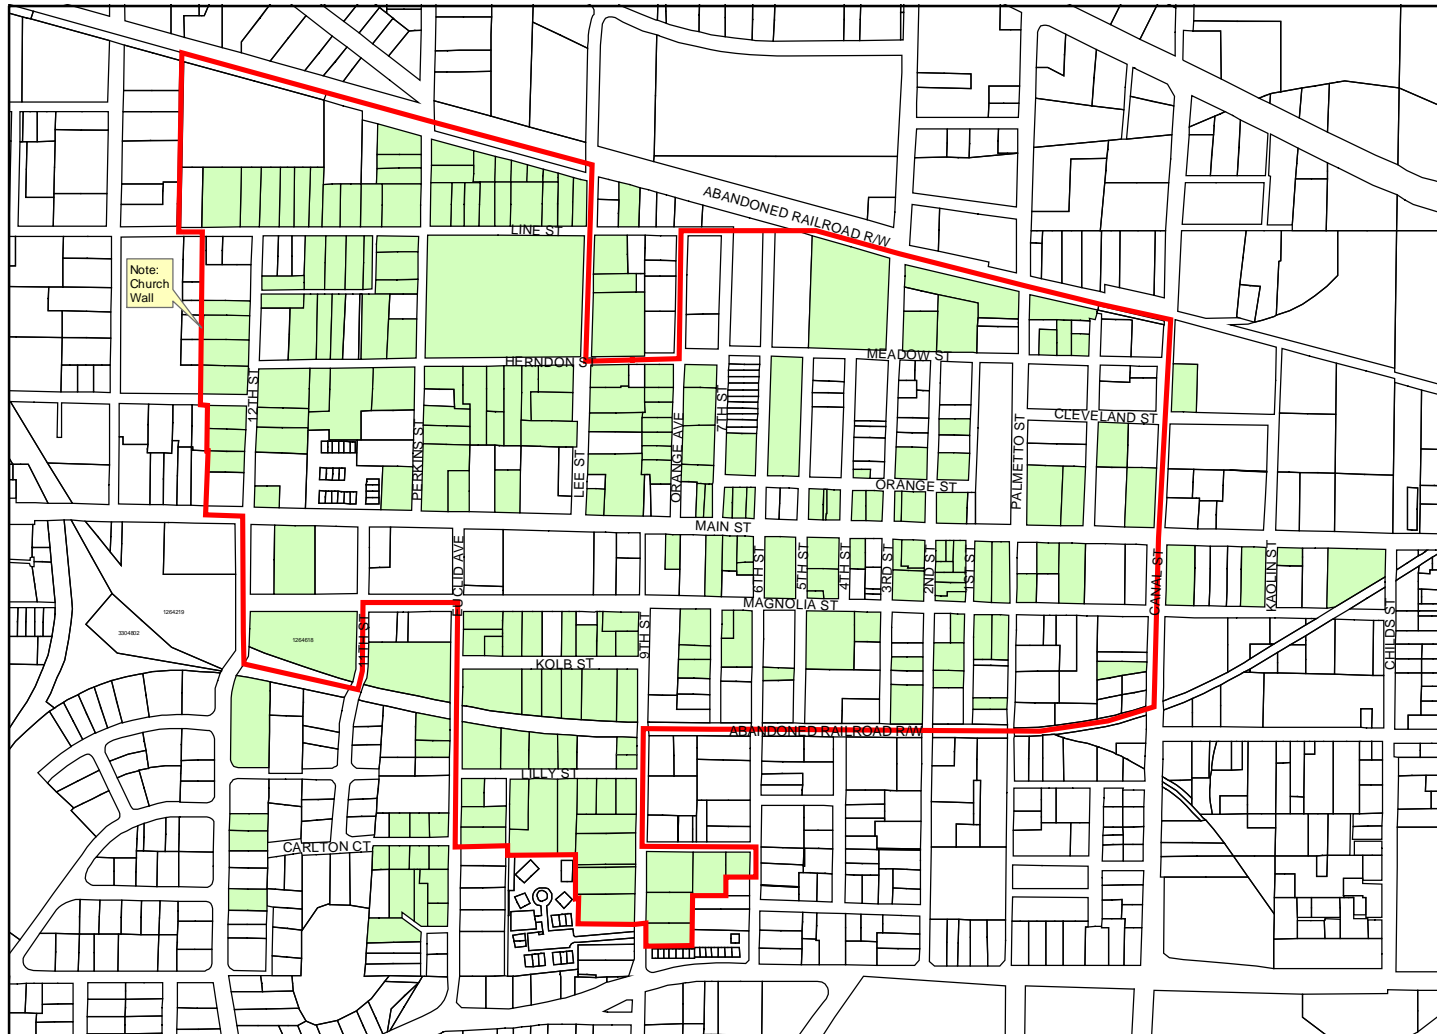 ABANDONED RAILROAD R/W
LINE ST
Note:
Church
Wall
HERNDON ST
MEADOW ST
12TH ST
7TH ST
CLEVELAND ST
PERKINS ST
LEE ST
ORANGE AVE
PALMETTO ST
ORANGE ST
MAIN ST
EUCLID AVE
6TH ST
5TH ST
4TH ST
3RD ST
2ND ST
1ST ST
CANAL ST
KAOLIN ST
MAGNOLIA ST
1264219
3304802
1264618
11TH ST
9TH ST
CHILDS ST
KOLB ST
ABANDONED RAILROAD R/W
LILLY ST
CARLTON CT